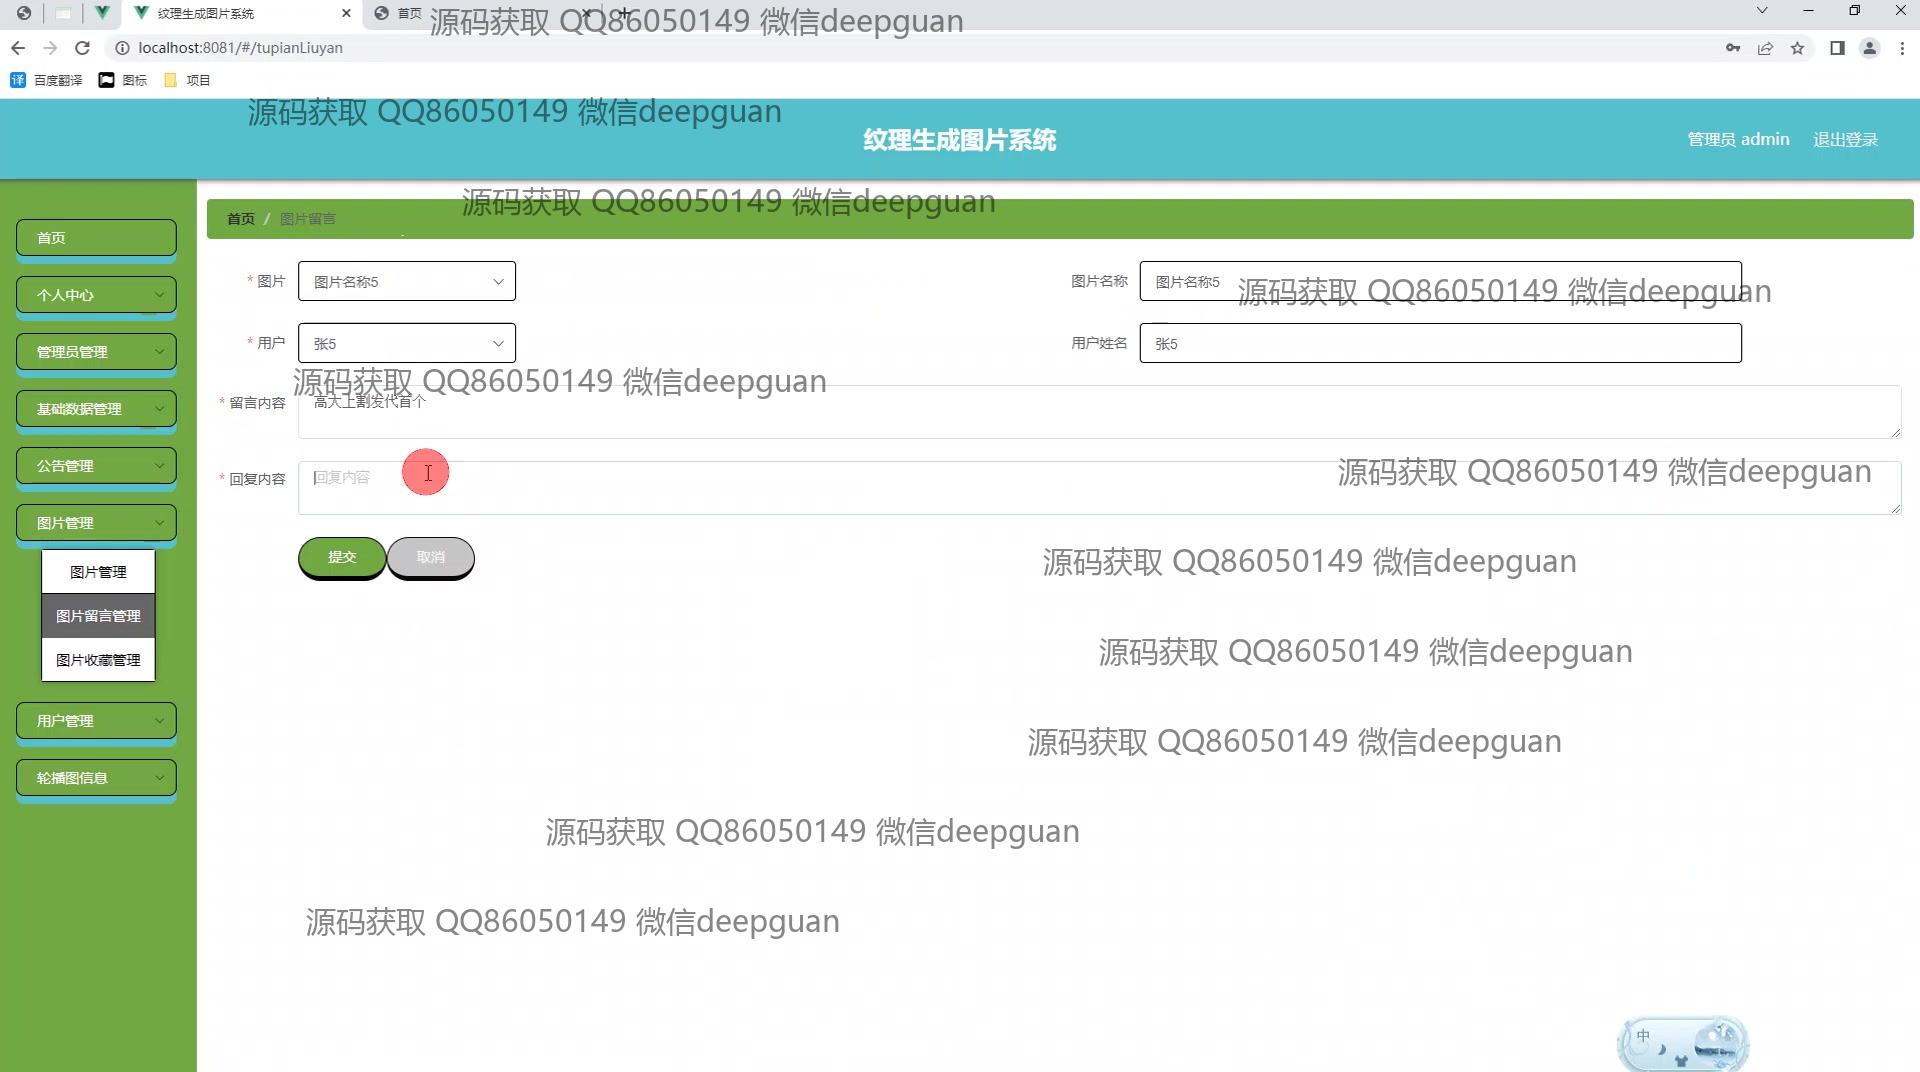 纹理生成图片系统
首页
源码获取 QQ86050149 微信deepguan
localhost:8081/#/tupianLiuyan
百度翻译
图标
项目
源码获取 QQ86050149 微信deepguan
纹理生成图片系统
管理员 admin
退出登录
源码获取 QQ86050149 微信deepguan
首页 / 图片留言
首页
个人中心
管理员管理
基础数据管理
公告管理
图片管理
图片管理
图片留言管理
图片收藏管理
用户管理
轮播图信息
* 图片
图片名称5
图片名称
图片名称5
源码获取 QQ86050149 微信deepguan
* 用户
张5
用户姓名
张5
源码获取 QQ86050149 微信deepguan
* 留言内容
高大上割发代首个
* 回复内容
回复内容
源码获取 QQ86050149 微信deepguan
提交
取消
源码获取 QQ86050149 微信deepguan
源码获取 QQ86050149 微信deepguan
源码获取 QQ86050149 微信deepguan
源码获取 QQ86050149 微信deepguan
源码获取 QQ86050149 微信deepguan
中